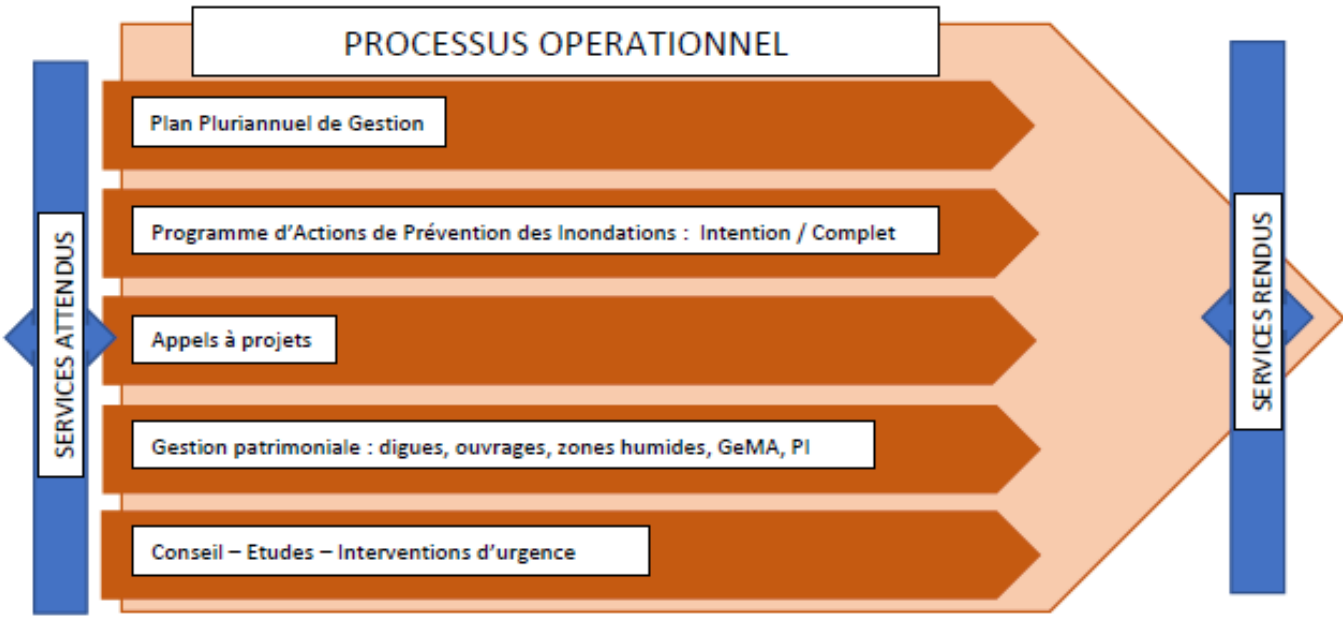 PROCESSUS OPERATIONNEL
Plan Pluriannuel de Gestion
Programme d'Actions de Prévention des Inondations : Intention / Complet
Appels à projets
Gestion patrimoniale : digues, ouvrages, zones humides, GeMA, PI
Conseil – Etudes – Interventions d'urgence
SERVICES ATTENDUS
SERVICES RENDUS